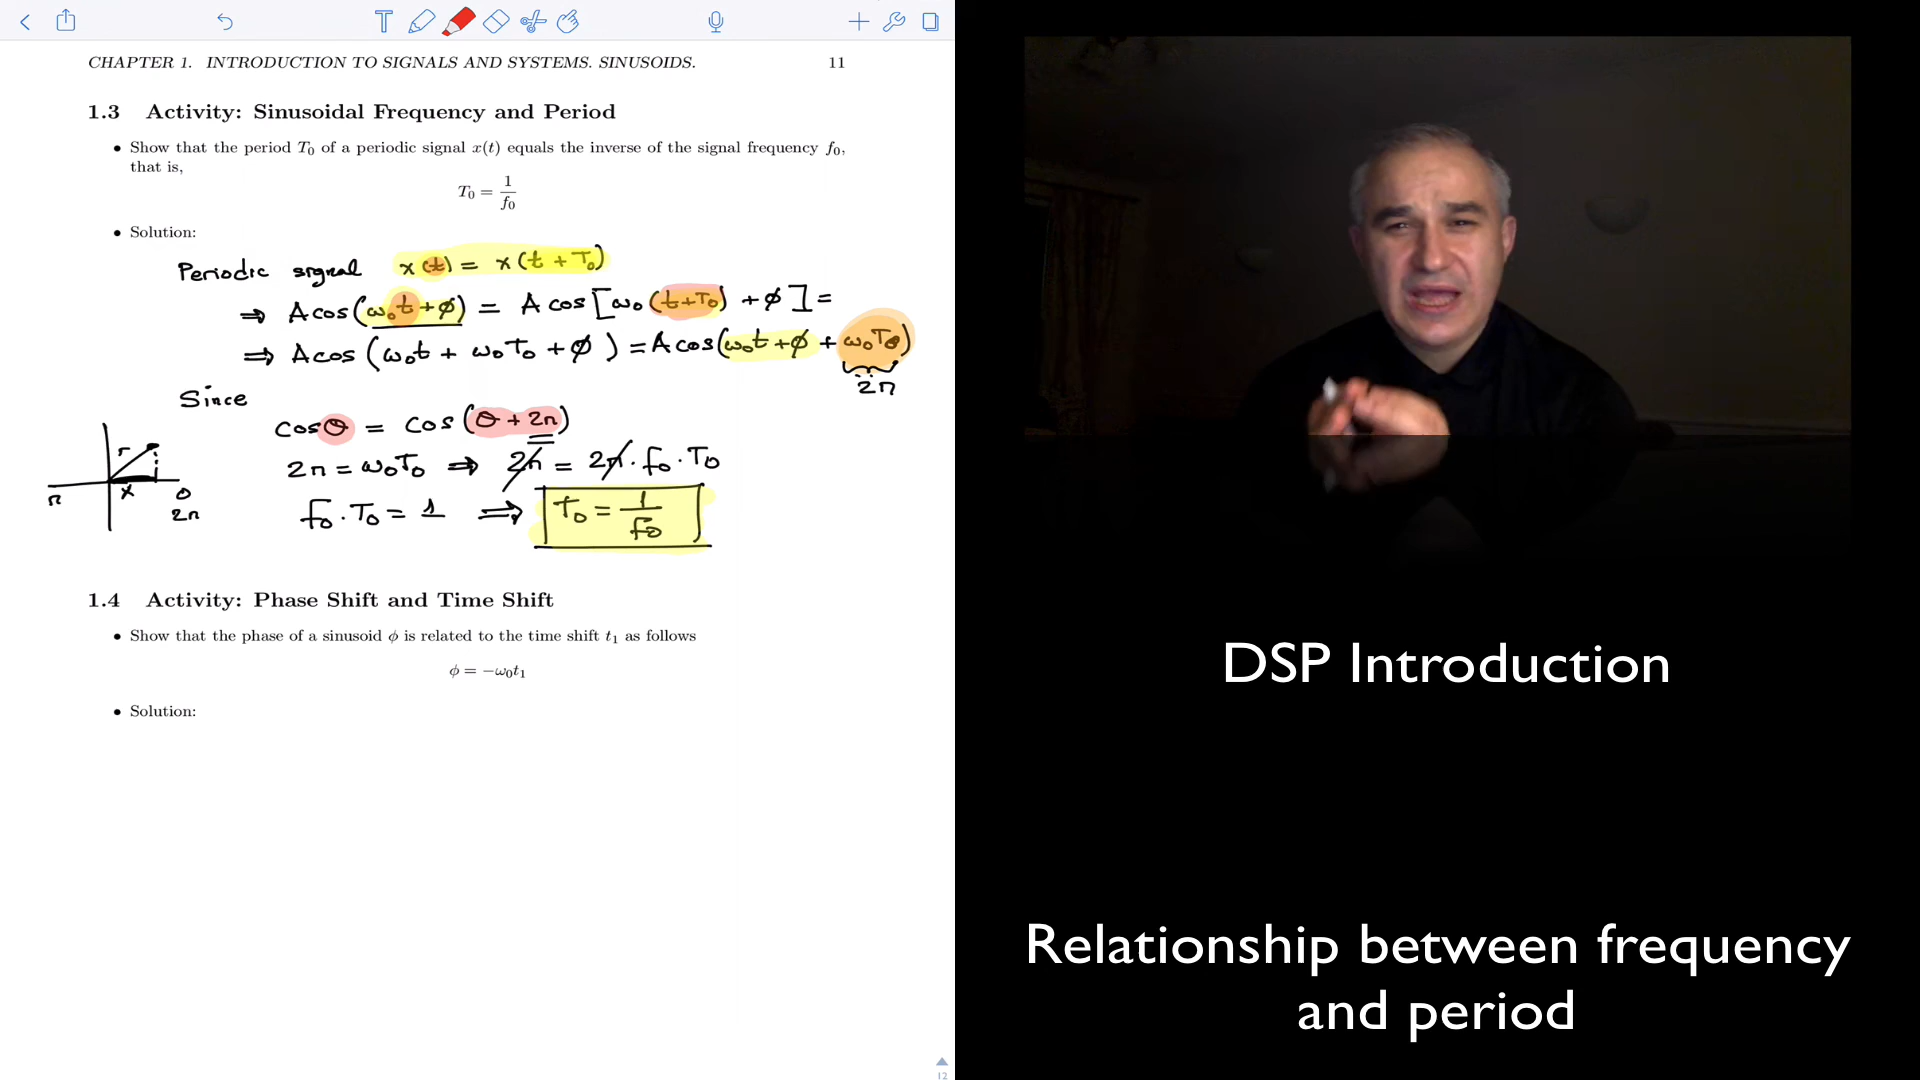 CHAPTER 1. INTRODUCTION TO SIGNALS AND SYSTEMS. SINUSOIDS. 11
1.3 Activity: Sinusoidal Frequency and Period
• Show that the period T₀ of a periodic signal x(t) equals the inverse of the signal frequency f₀,
that is,
T₀ = 1/f₀
• Solution:
Periodic signal x(t) = x(t + T₀)
⇒ A cos(ω₀t + φ) = A cos[ω₀(t+T₀) + φ] =
⇒ A cos(ω₀t + ω₀T₀ + φ) = A cos(ω₀t + φ + ω₀T₀)
2π
Since
cosθ = cos(θ + 2π)
2π = ω₀T₀ ⇒ 2π = 2π · f₀ · T₀
f₀ · T₀ = 1 ⇒ T₀ = 1/f₀
r
π x 0
2π
1.4 Activity: Phase Shift and Time Shift
• Show that the phase of a sinusoid φ is related to the time shift t₁ as follows
φ = −ω₀t₁
• Solution:
12
DSP Introduction
Relationship between frequency
and period